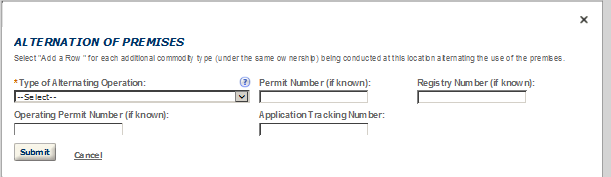 ALTERNATION OF PREMISES
Select "Add a Row " for each additional commodity type (under the same ow nership) being conducted at this location alternating the use of the premises.
*Type of Alternating Operation: ? Permit Number (if known): Registry Number (if known):
--Select--
Operating Permit Number (if known): Application Tracking Number:
Submit Cancel